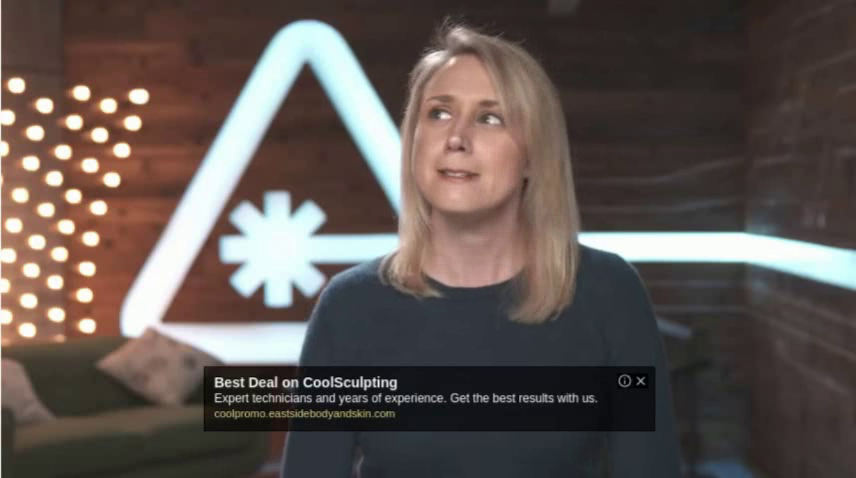 Best Deal on CoolSculpting
Expert technicians and years of experience. Get the best results with us.
coolpromo.eastsidebodyandskin.com